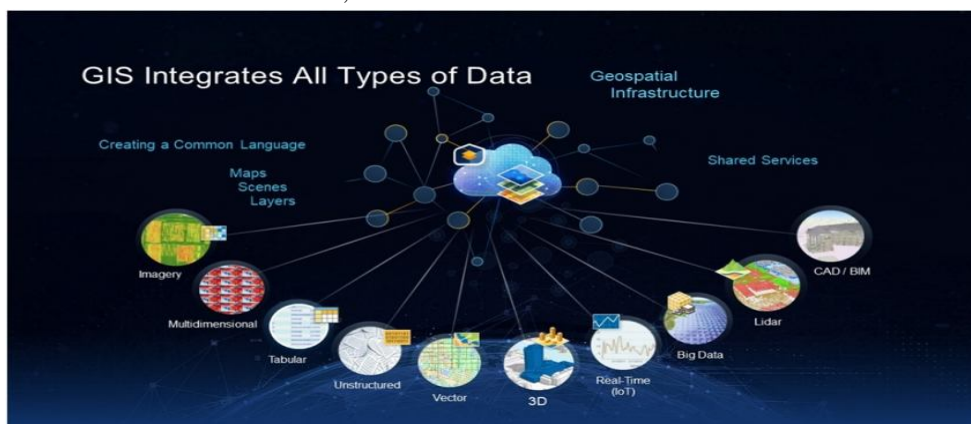 GIS Integrates All Types of Data
Geospatial
Infrastructure
Creating a Common Language
Shared Services
Maps
Scenes
Layers
Imagery
CAD / BIM
Multidimensional
Lidar
Tabular
Big Data
Unstructured
Real-Time
(IoT)
Vector
3D